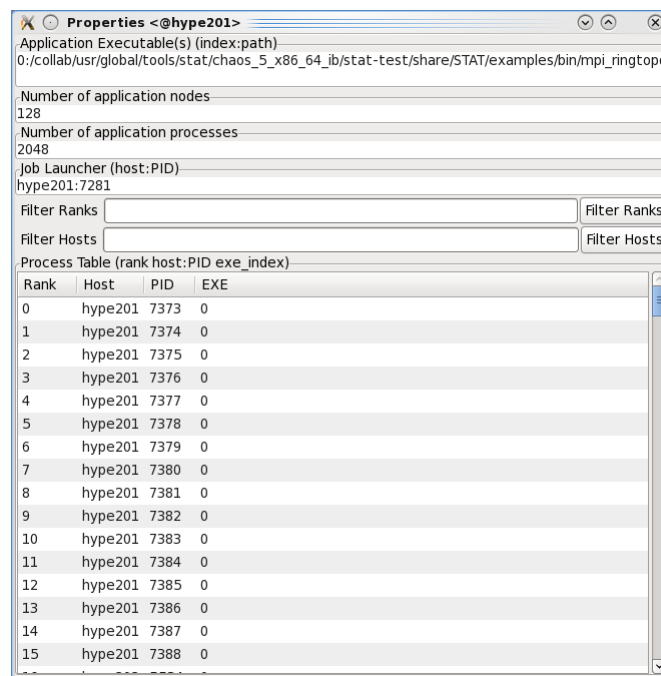 Properties <@hype201>
Application Executable(s) (index:path)
0:/collab/usr/global/tools/stat/chaos_5_x86_64_ib/stat-test/share/STAT/examples/bin/mpi_ringtopo
Number of application nodes
128
Number of application processes
2048
Job Launcher (host:PID)
hype201:7281
Filter Ranks Filter Ranks
Filter Hosts Filter Hosts
Process Table (rank host:PID exe_index)
Rank Host PID EXE
0 hype201 7373 0
1 hype201 7374 0
2 hype201 7375 0
3 hype201 7376 0
4 hype201 7377 0
5 hype201 7378 0
6 hype201 7379 0
7 hype201 7380 0
8 hype201 7381 0
9 hype201 7382 0
10 hype201 7383 0
11 hype201 7384 0
12 hype201 7385 0
13 hype201 7386 0
14 hype201 7387 0
15 hype201 7388 0